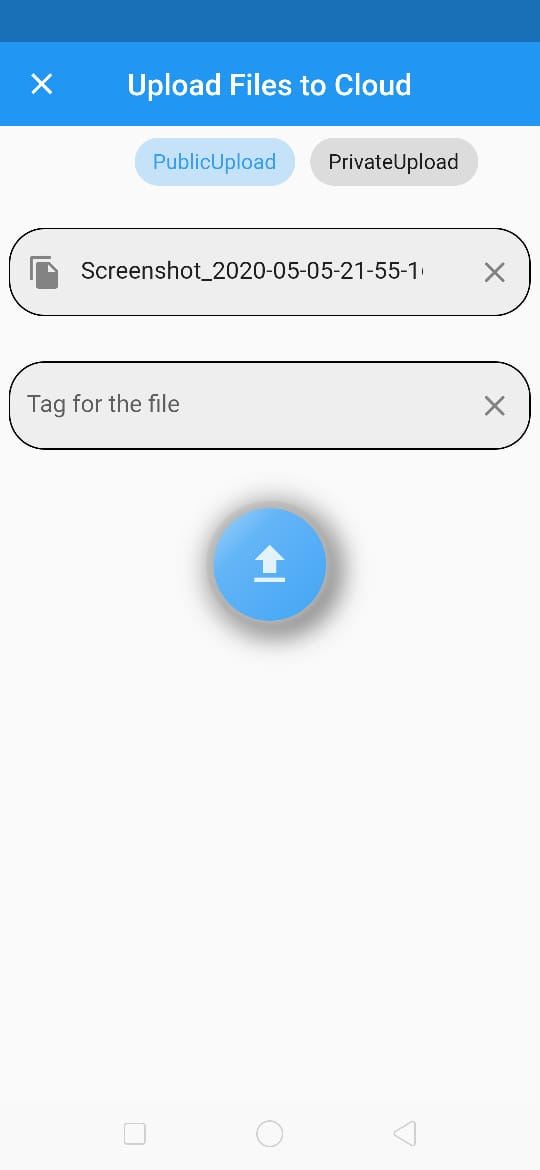 Upload Files to Cloud
PublicUpload PrivateUpload
Screenshot_2020-05-05-21-55-1
Tag for the file